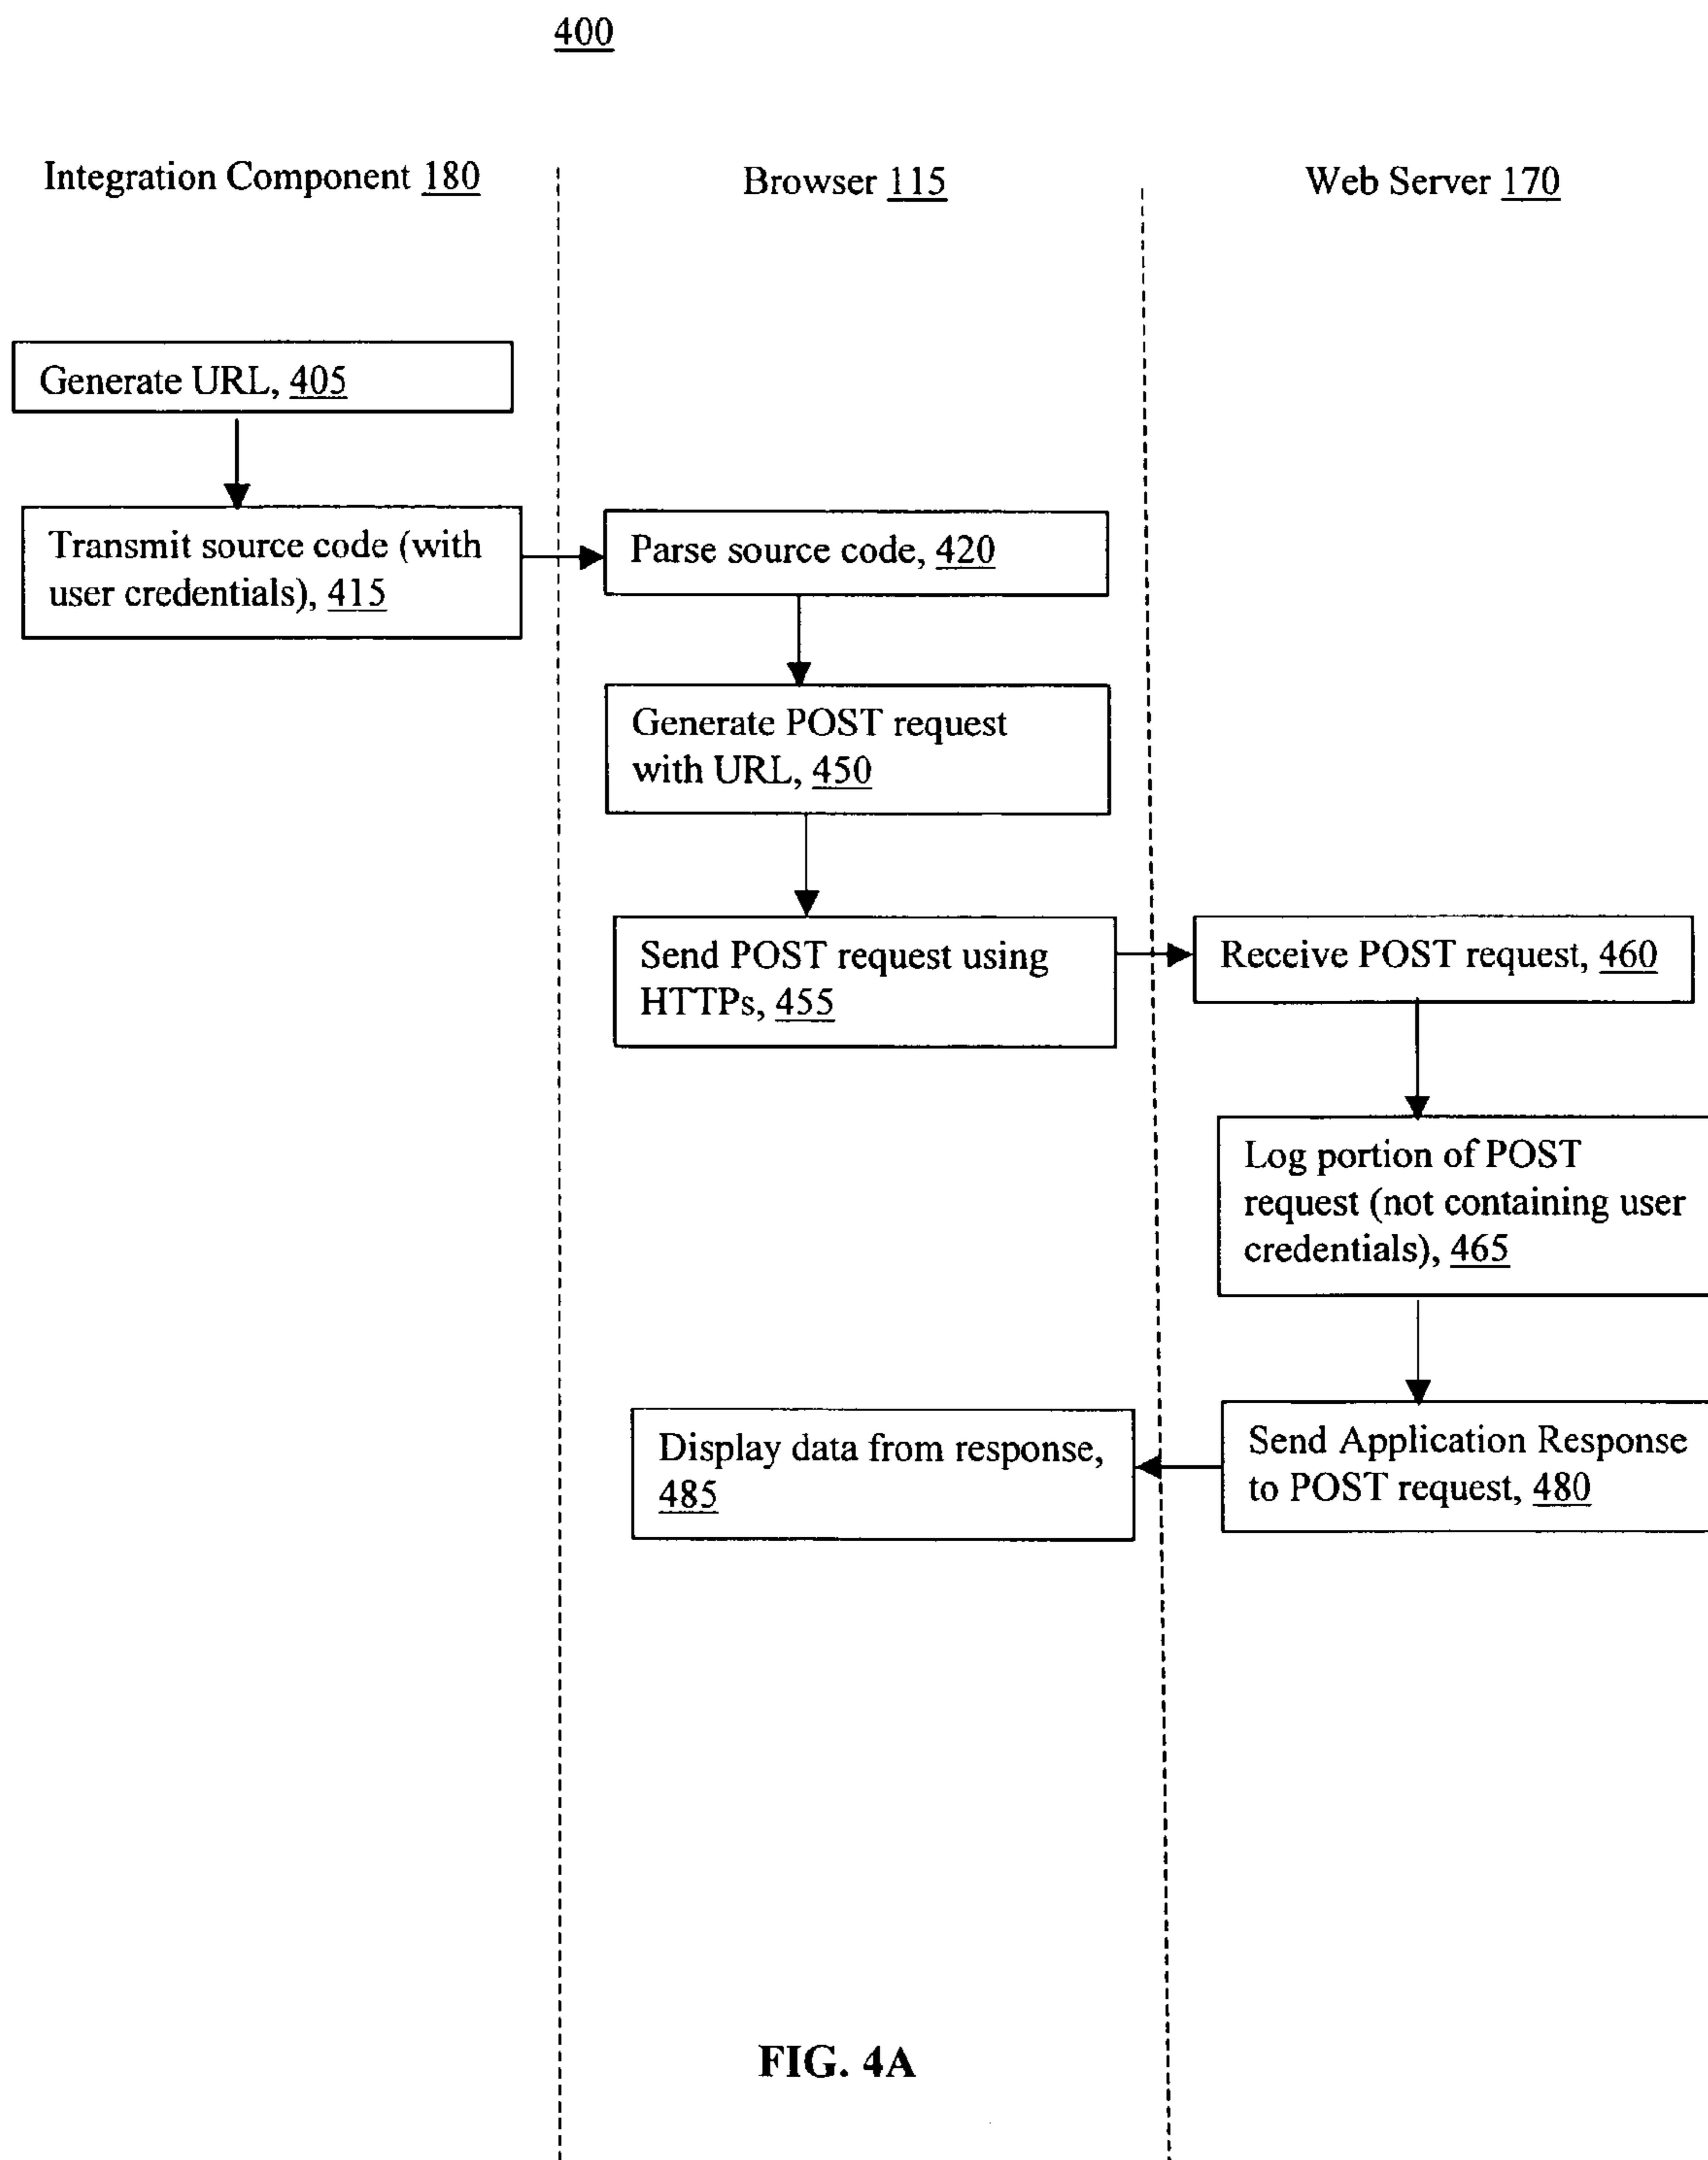 400
Integration Component 180
Browser 115
Web Server 170
Generate URL, 405
Transmit source code (with
user credentials), 415
Parse source code, 420
Generate POST request
with URL, 450
Send POST request using
HTTPs, 455
Receive POST request, 460
Log portion of POST
request (not containing user
credentials), 465
Send Application Response
to POST request, 480
Display data from response,
485
FIG. 4A